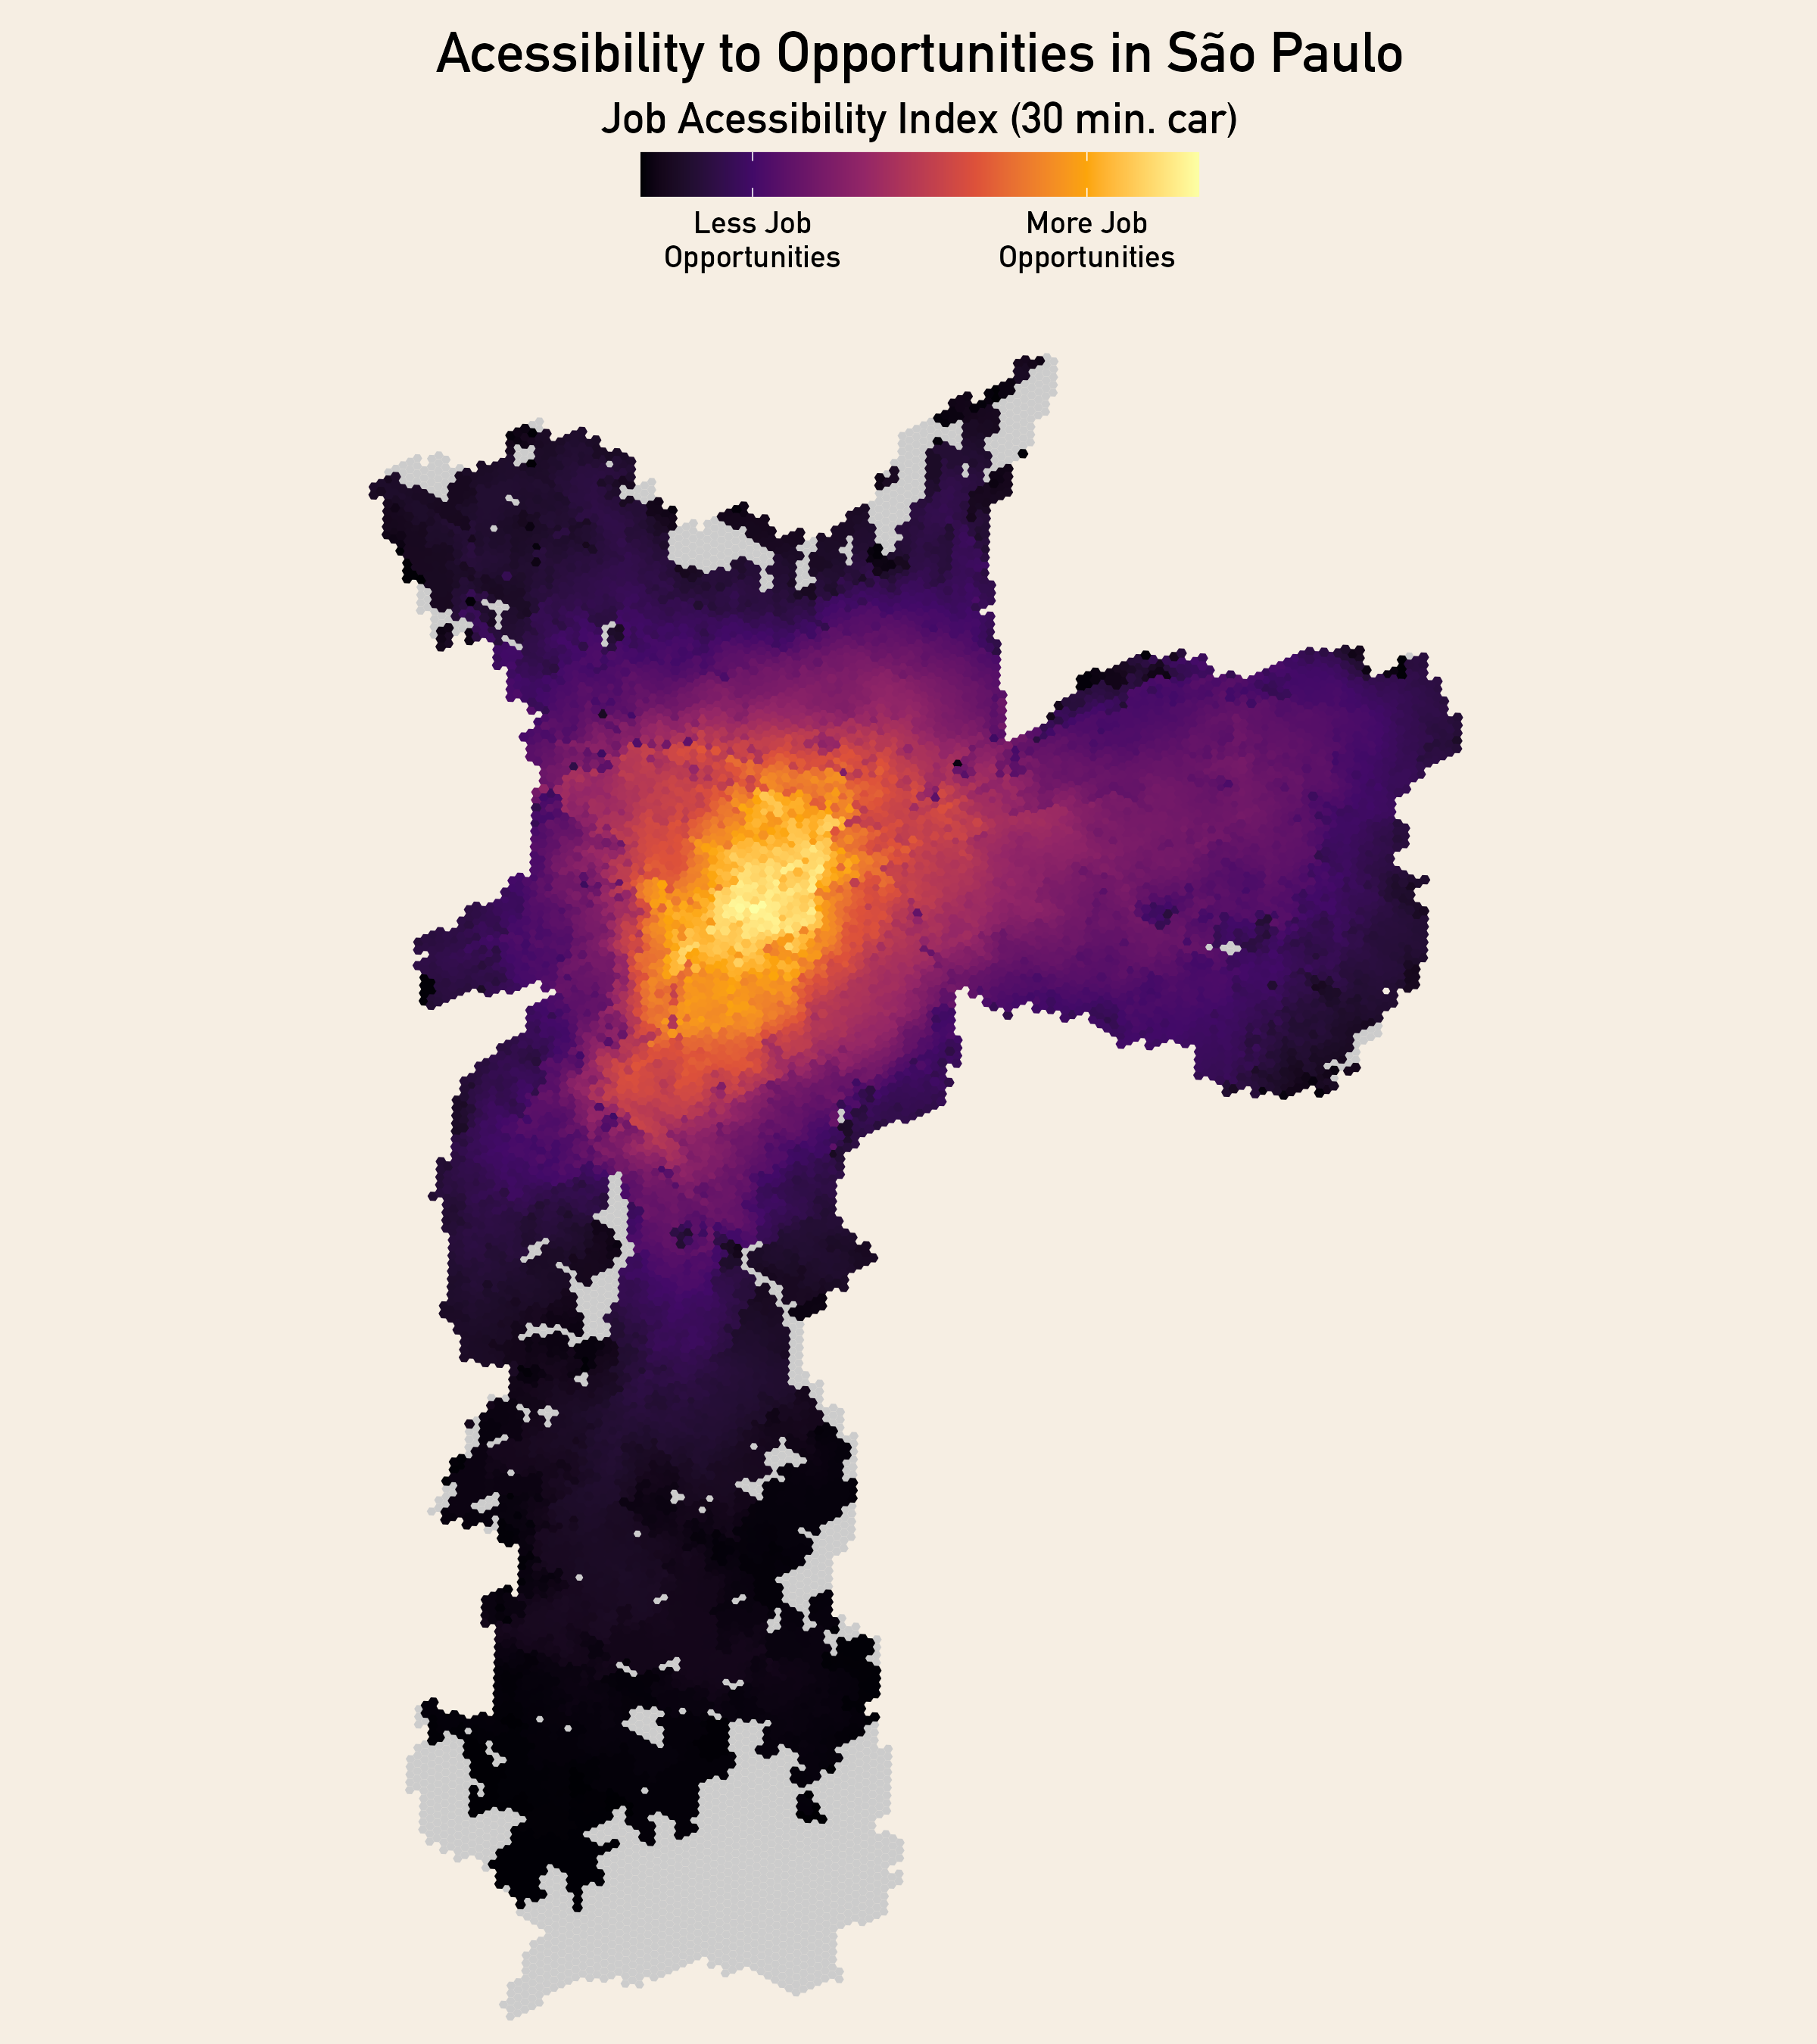 Acessibility to Opportunities in São Paulo
Job Acessibility Index (30 min. car)
Less Job More Job
Opportunities Opportunities